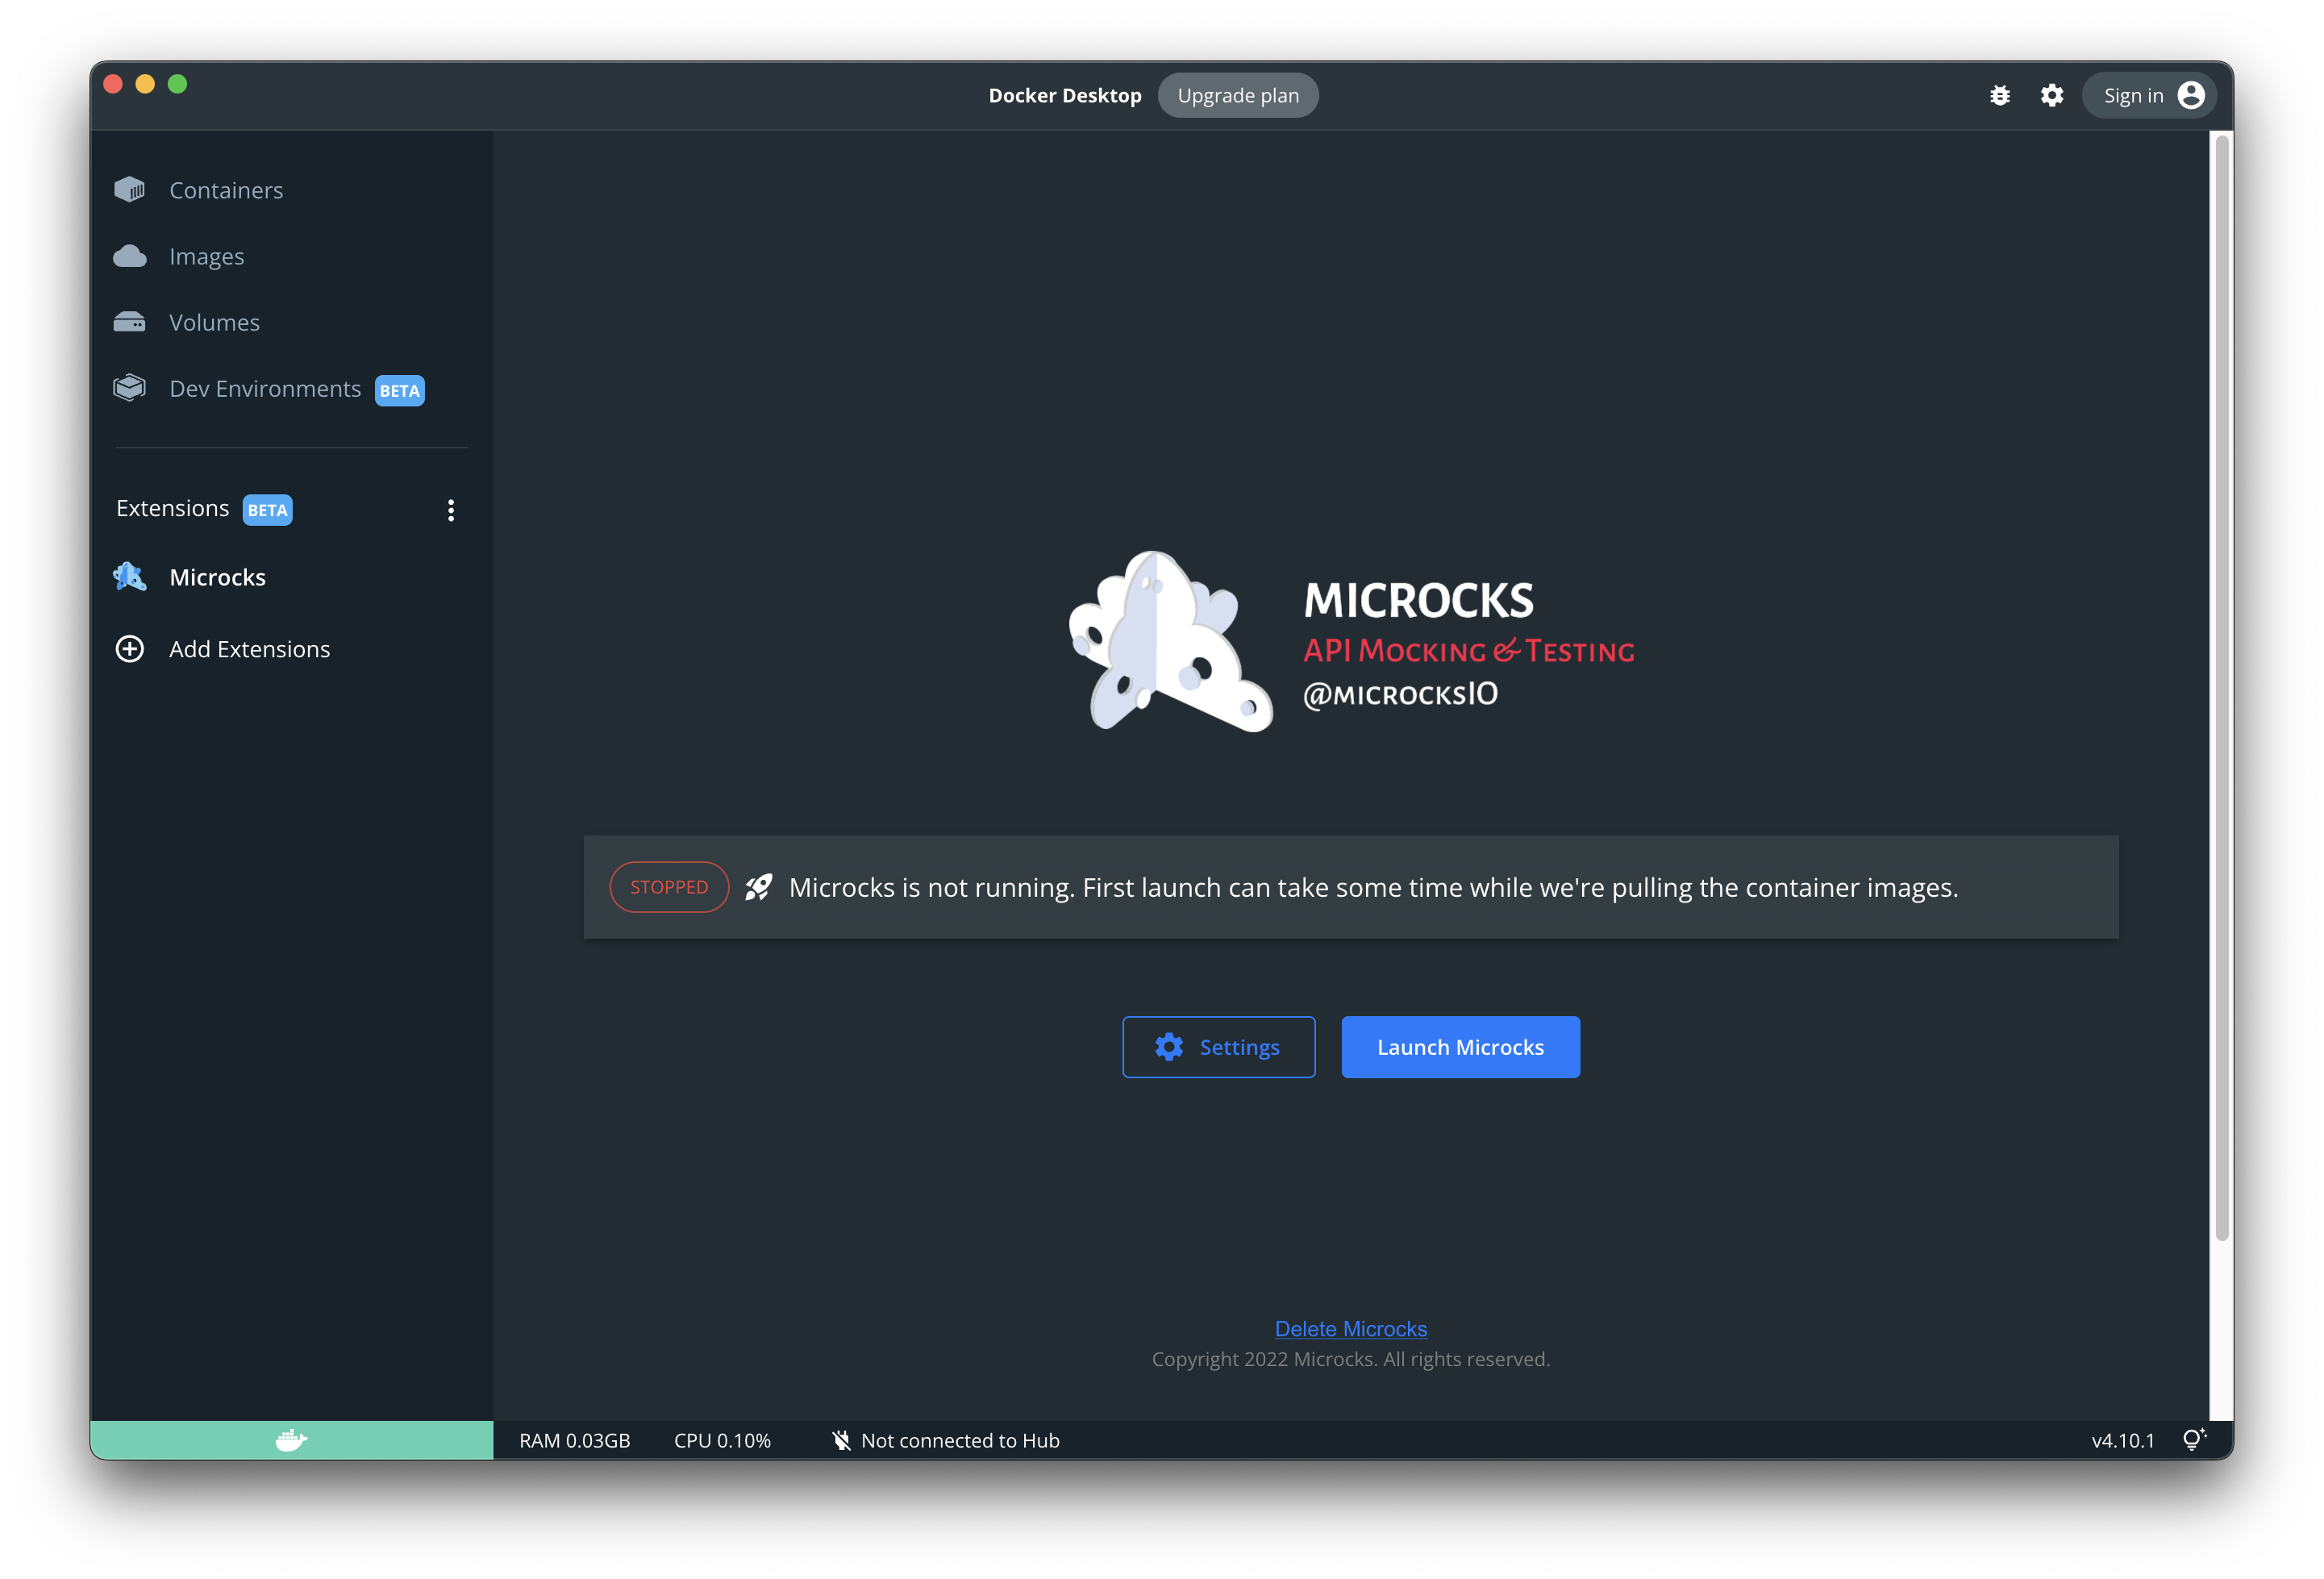 Docker Desktop Upgrade plan Sign in
Containers
Images
Volumes
Dev Environments BETA
Extensions BETA
Microcks
Add Extensions
MICROCKS
API MOCKING & TESTING
@MICROCKSIO
STOPPED Microcks is not running. First launch can take some time while we're pulling the container images.
Settings Launch Microcks
Delete Microcks
Copyright 2022 Microcks. All rights reserved.
RAM 0.03GB CPU 0.10% Not connected to Hub v4.10.1